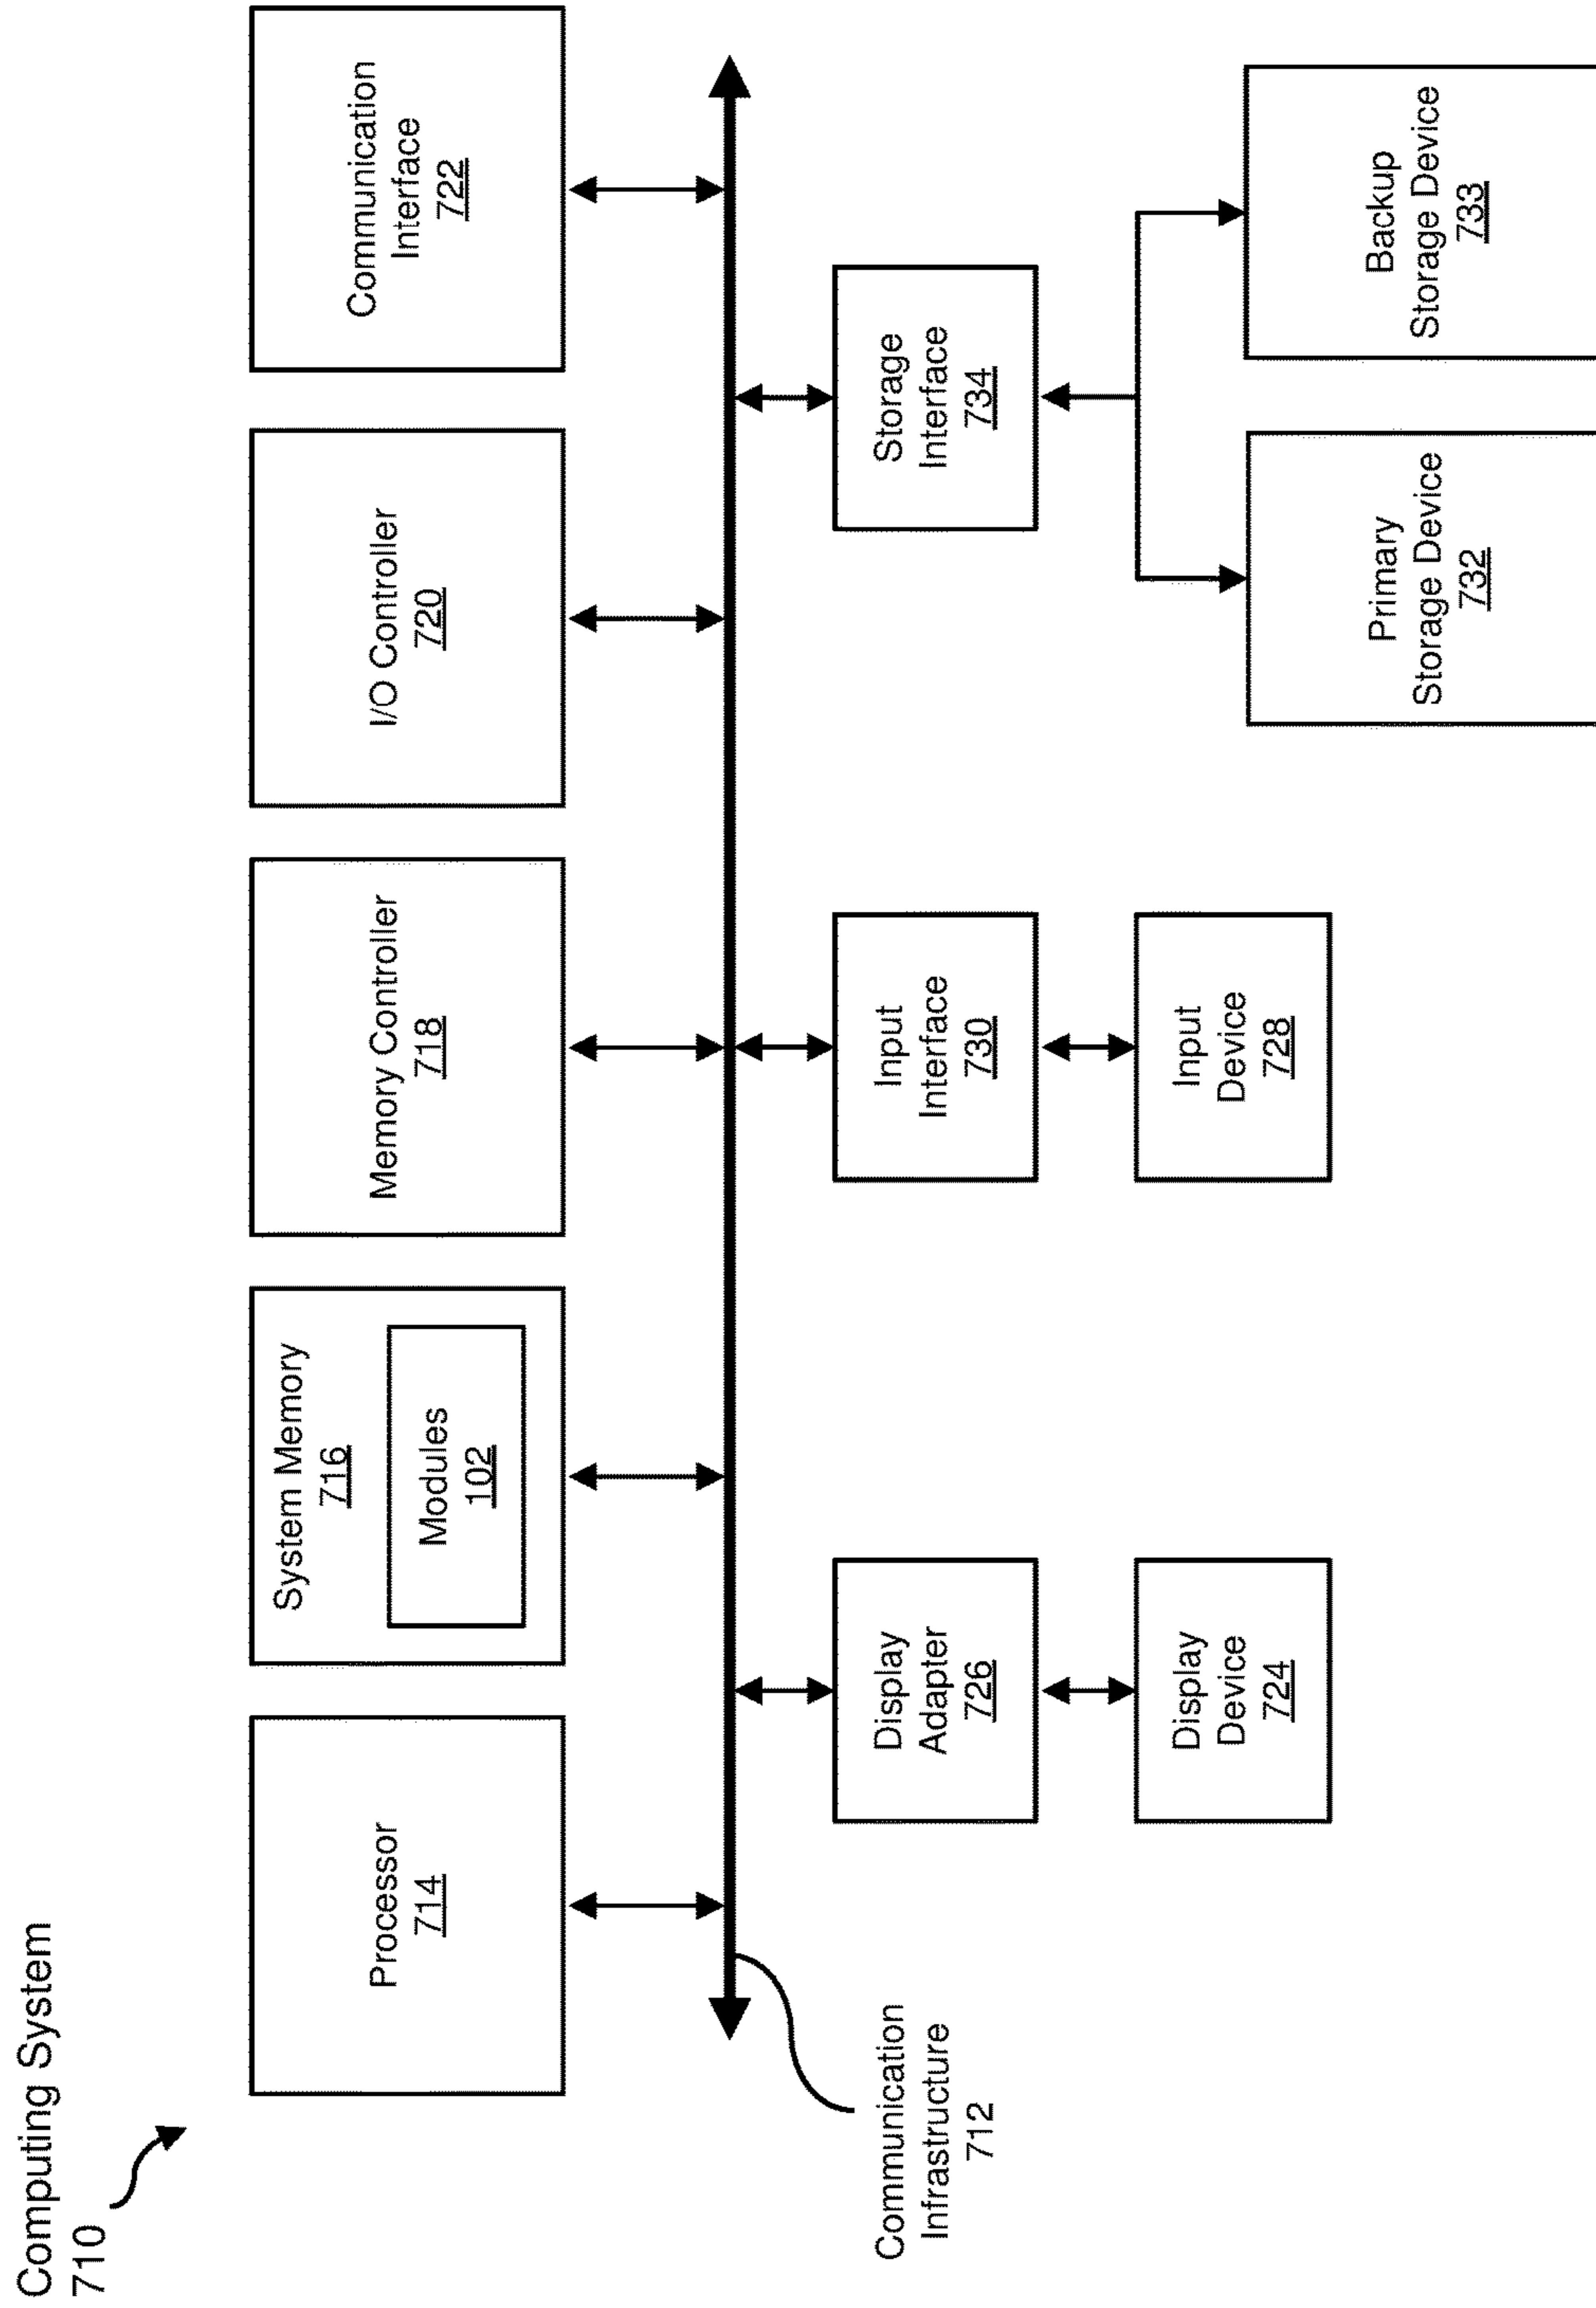 Computing System
710
Processor
714
System Memory
716
Modules
102
Memory Controller
718
I/O Controller
720
Communication
Interface
722
Communication
Infrastructure
712
Display
Adapter
726
Input
Interface
730
Storage
Interface
734
Display
Device
724
Input
Device
728
Primary
Storage Device
732
Backup
Storage Device
733